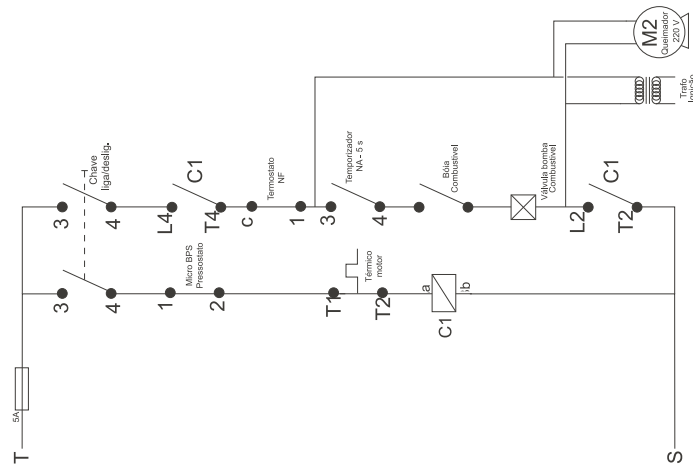 T
5A
3
4
Chave
liga/deslig.
3
4
1
2
Micro BPS
Pressostato
T1
T2
Térmico
motor
a
b
C1
L4
T4
C1
c
1
Termostato
NF
3
4
Temporizador
NA - 5 s
Bóia
Combustível
Válvula bomba
Combustível
L2
T2
C1
M2
Queimador
220 V
Trafo
Ignição
S